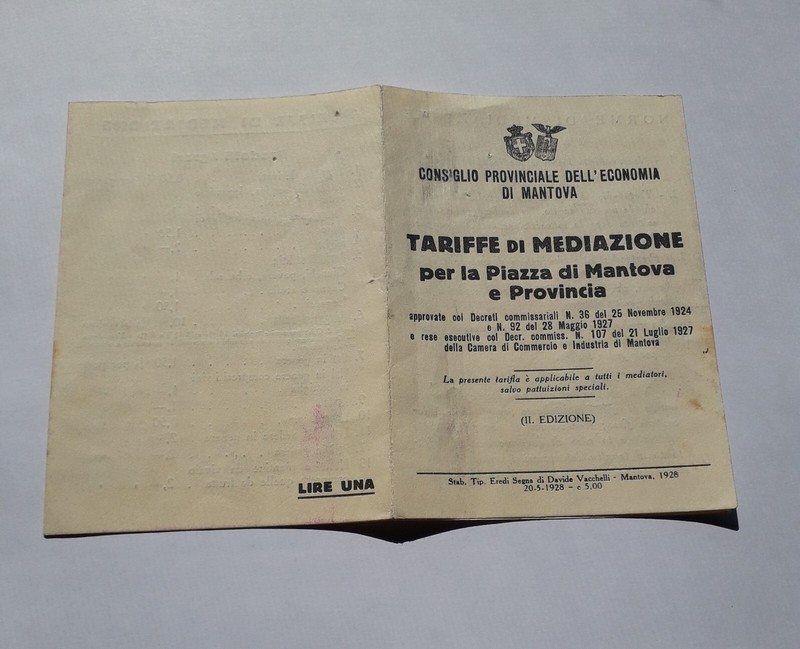 CONSIGLIO PROVINCIALE DELL'ECONOMIA
DI MANTOVA
TARIFFE DI MEDIAZIONE
per la Piazza di Mantova
e Provincia
approvate coi Decreti commissariali N. 36 del 25 Novembre 1924
e N. 92 del 28 Maggio 1927
e rese esecutive col Decr. commiss. N. 107 del 21 Luglio 1927
della Camera di Commercio e Industria di Mantova
La presente tariffa è applicabile a tutti i mediatori,
salvo pattuizioni speciali.
(II. EDIZIONE)
Stab. Tip. Eredi Segna di Davide Vacchelli - Mantova, 1928
20-5-1928 - c 5,00
LIRE UNA